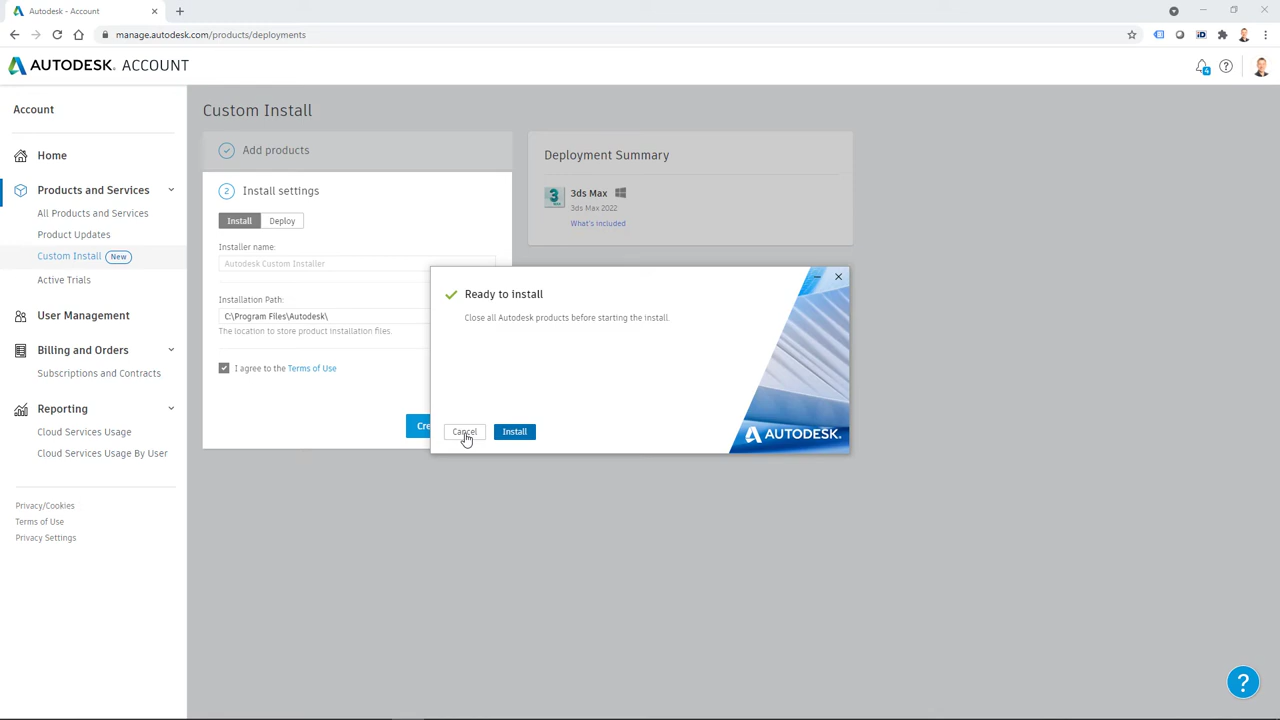 Autodesk - Account
manage.autodesk.com/products/deployments
iD
AUTODESK. ACCOUNT
4
Account
Home
Products and Services
All Products and Services
Product Updates
Custom Install New
Active Trials
User Management
Billing and Orders
Subscriptions and Contracts
Reporting
Cloud Services Usage
Cloud Services Usage By User
Privacy/Cookies
Terms of Use
Privacy Settings
Custom Install
Add products
2 Install settings
Install Deploy
Installer name:
Autodesk Custom Installer
Installation Path:
C:\Program Files\Autodesk\
The location to store product installation files.
I agree to the Terms of Use
Cre
Deployment Summary
3
3ds Max
3ds Max 2022
What's included
Ready to install
Close all Autodesk products before starting the install.
Cancel Install
AUTODESK.
?